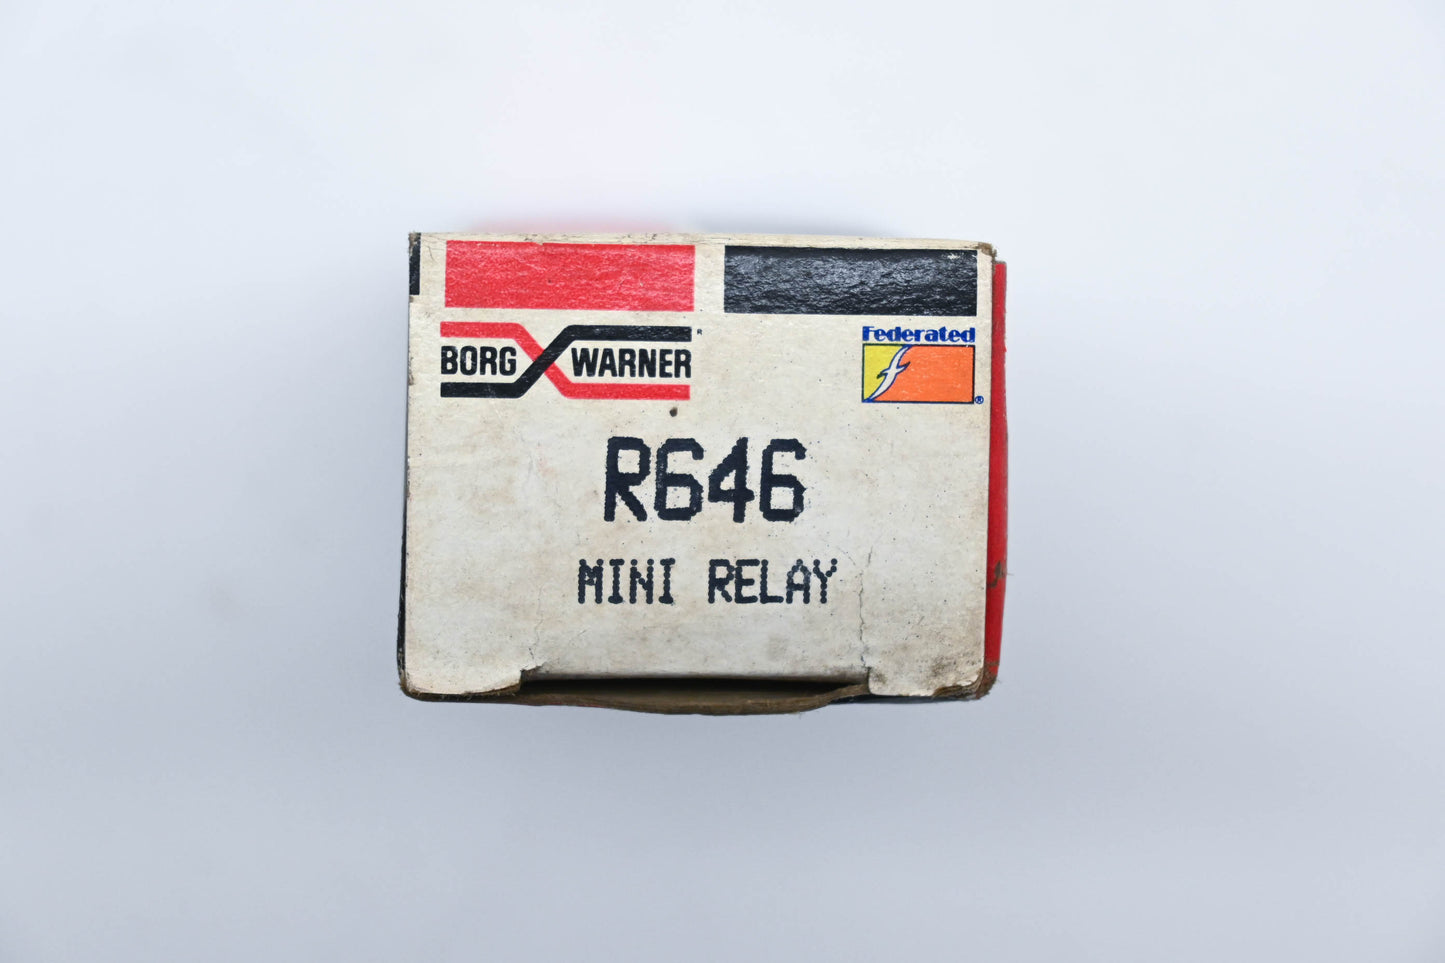 BORG WARNER
Federated
R646
MINI RELAY